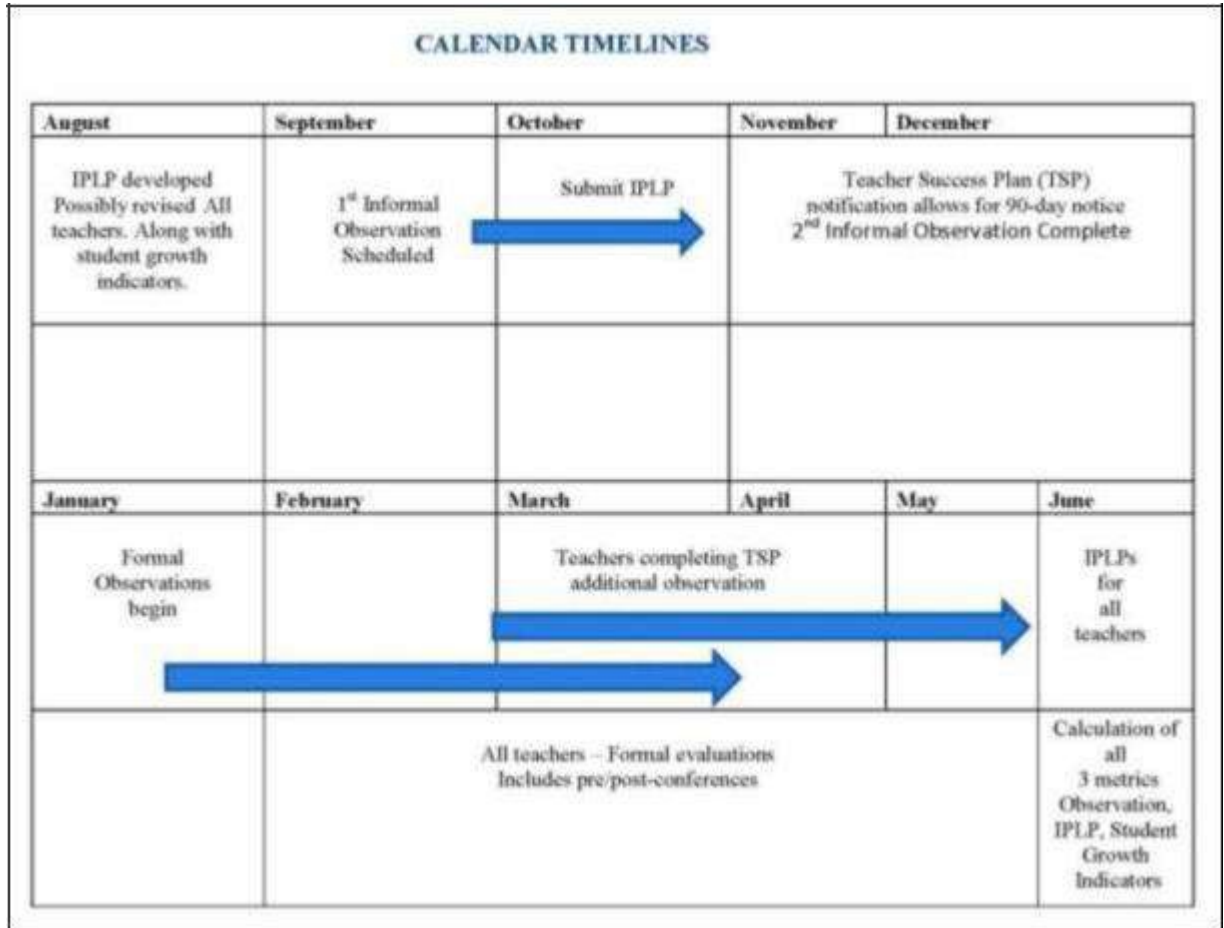 CALENDAR TIMELINES
August September October November December
IPLP developed
Possibly revised All
teachers. Along with
student growth
indicators.
1st Informal
Observation
Scheduled
Submit IPLP
Teacher Success Plan (TSP)
notification allows for 90-day notice
2nd Informal Observation Complete
January February March April May June
Formal
Observations
begin
Teachers completing TSP
additional observation
IPLPs
for
all
teachers
All teachers – Formal evaluations
Includes pre/post-conferences
Calculation of
all
3 metrics
Observation,
IPLP, Student
Growth
Indicators